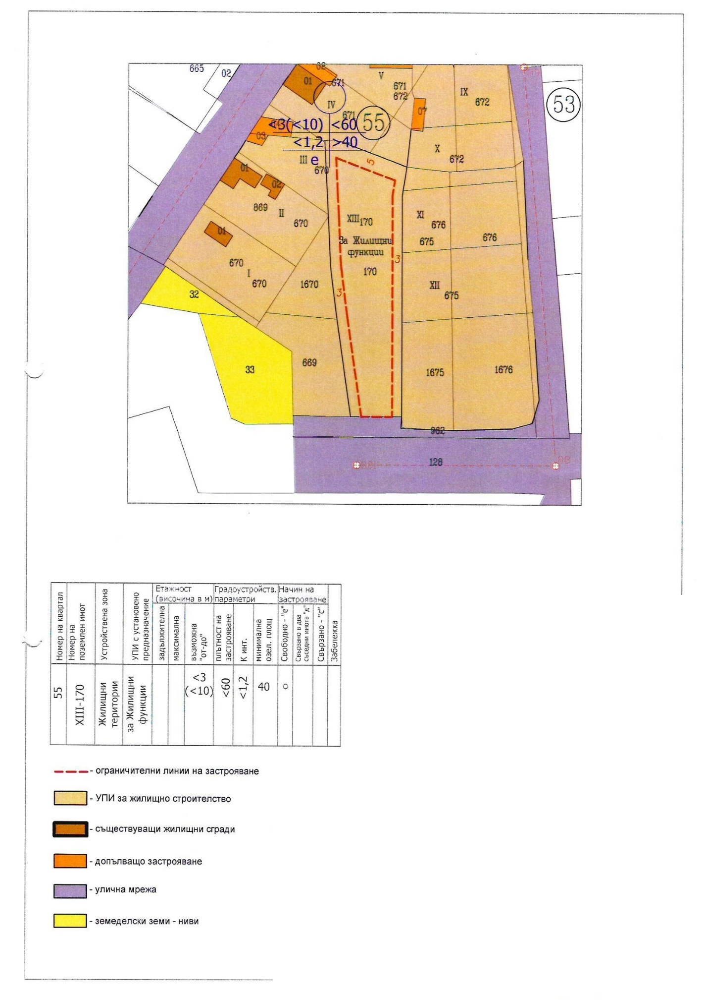 665
02
02
01
671
V
671
672
IX
672
53
IV
671
55
07
04
<3(<10) <60
<1,2 >40
03
е
III
670
X
672
5
01
02
869
II
670
XIII 170
XI
676
675
676
За Жилищни
функции
170
3
01
670
I
670
1670
3
XII
675
32
33
669
1675
1676
962
128
Номер на квартал
Номер на
поземлен имот
Устройствена зона
УПИ с установено
предназначение
Етажност
(височина в м)
задължителна
максимална
възможна
"от-до"
Градоустройств.
параметри
плътност на
застрояване
К инт.
минимална
озел. площ
Начин на
застрояване
Свободно - "е"
Свързано в два
съседни имота "д"
Свързано - "с"
Забележка
55
XIII-170
Жилищни
територии
за Жилищни
функции
<3
(<10)
<60
<1,2
40
○
- ограничителни линии на застрояване
- УПИ за жилищно строителство
- съществуващи жилищни сгради
- допълващо застрояване
- улична мрежа
- земеделски земи - ниви